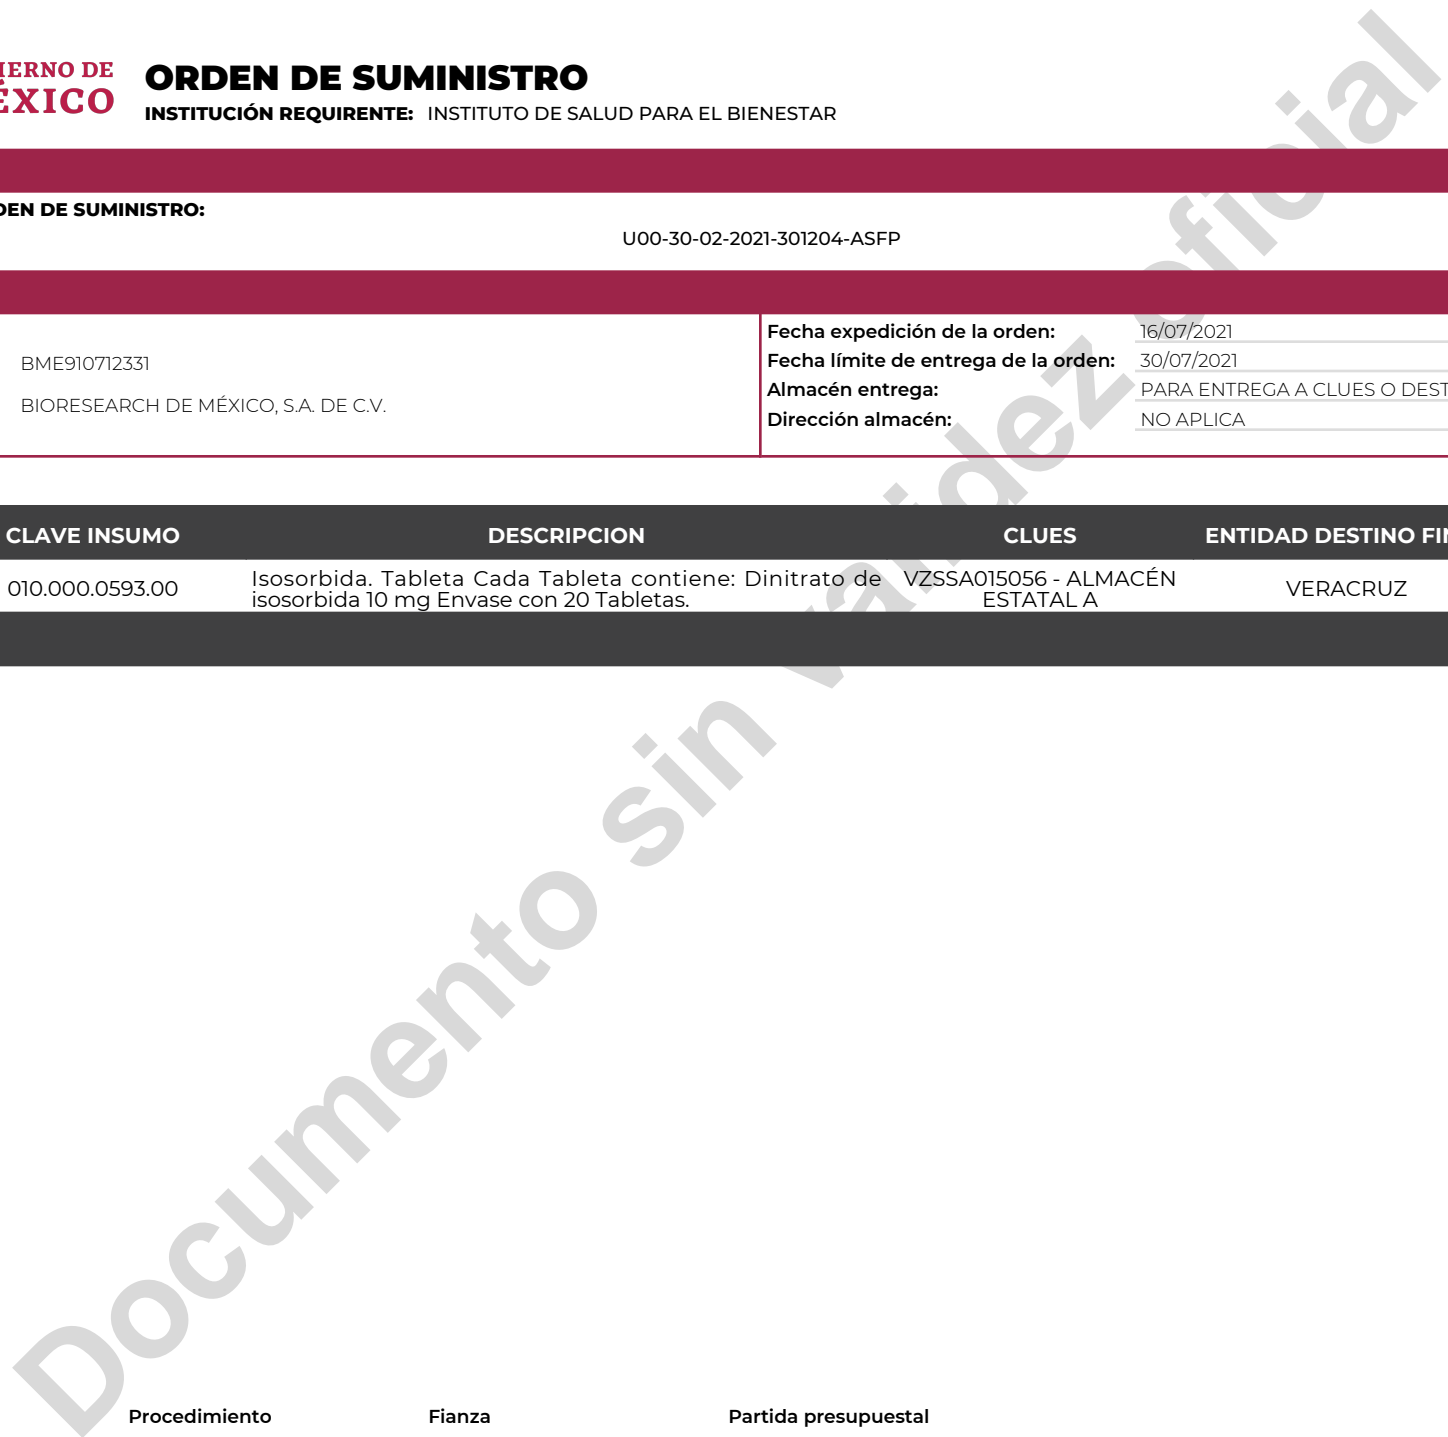 IERNO DE
ÉXICO
ORDEN DE SUMINISTRO
INSTITUCIÓN REQUIRENTE: INSTITUTO DE SALUD PARA EL BIENESTAR
DEN DE SUMINISTRO:
U00-30-02-2021-301204-ASFP
BME910712331
BIORESEARCH DE MÉXICO, S.A. DE C.V.
Fecha expedición de la orden: 16/07/2021
Fecha límite de entrega de la orden: 30/07/2021
Almacén entrega: PARA ENTREGA A CLUES O DEST
Dirección almacén: NO APLICA
CLAVE INSUMO DESCRIPCION CLUES ENTIDAD DESTINO FIN
010.000.0593.00
Isosorbida. Tableta Cada Tableta contiene: Dinitrato de
isosorbida 10 mg Envase con 20 Tabletas.
VZSSA015056 - ALMACÉN
ESTATAL A
VERACRUZ
Documento sin validez oficial
Procedimiento Fianza Partida presupuestal